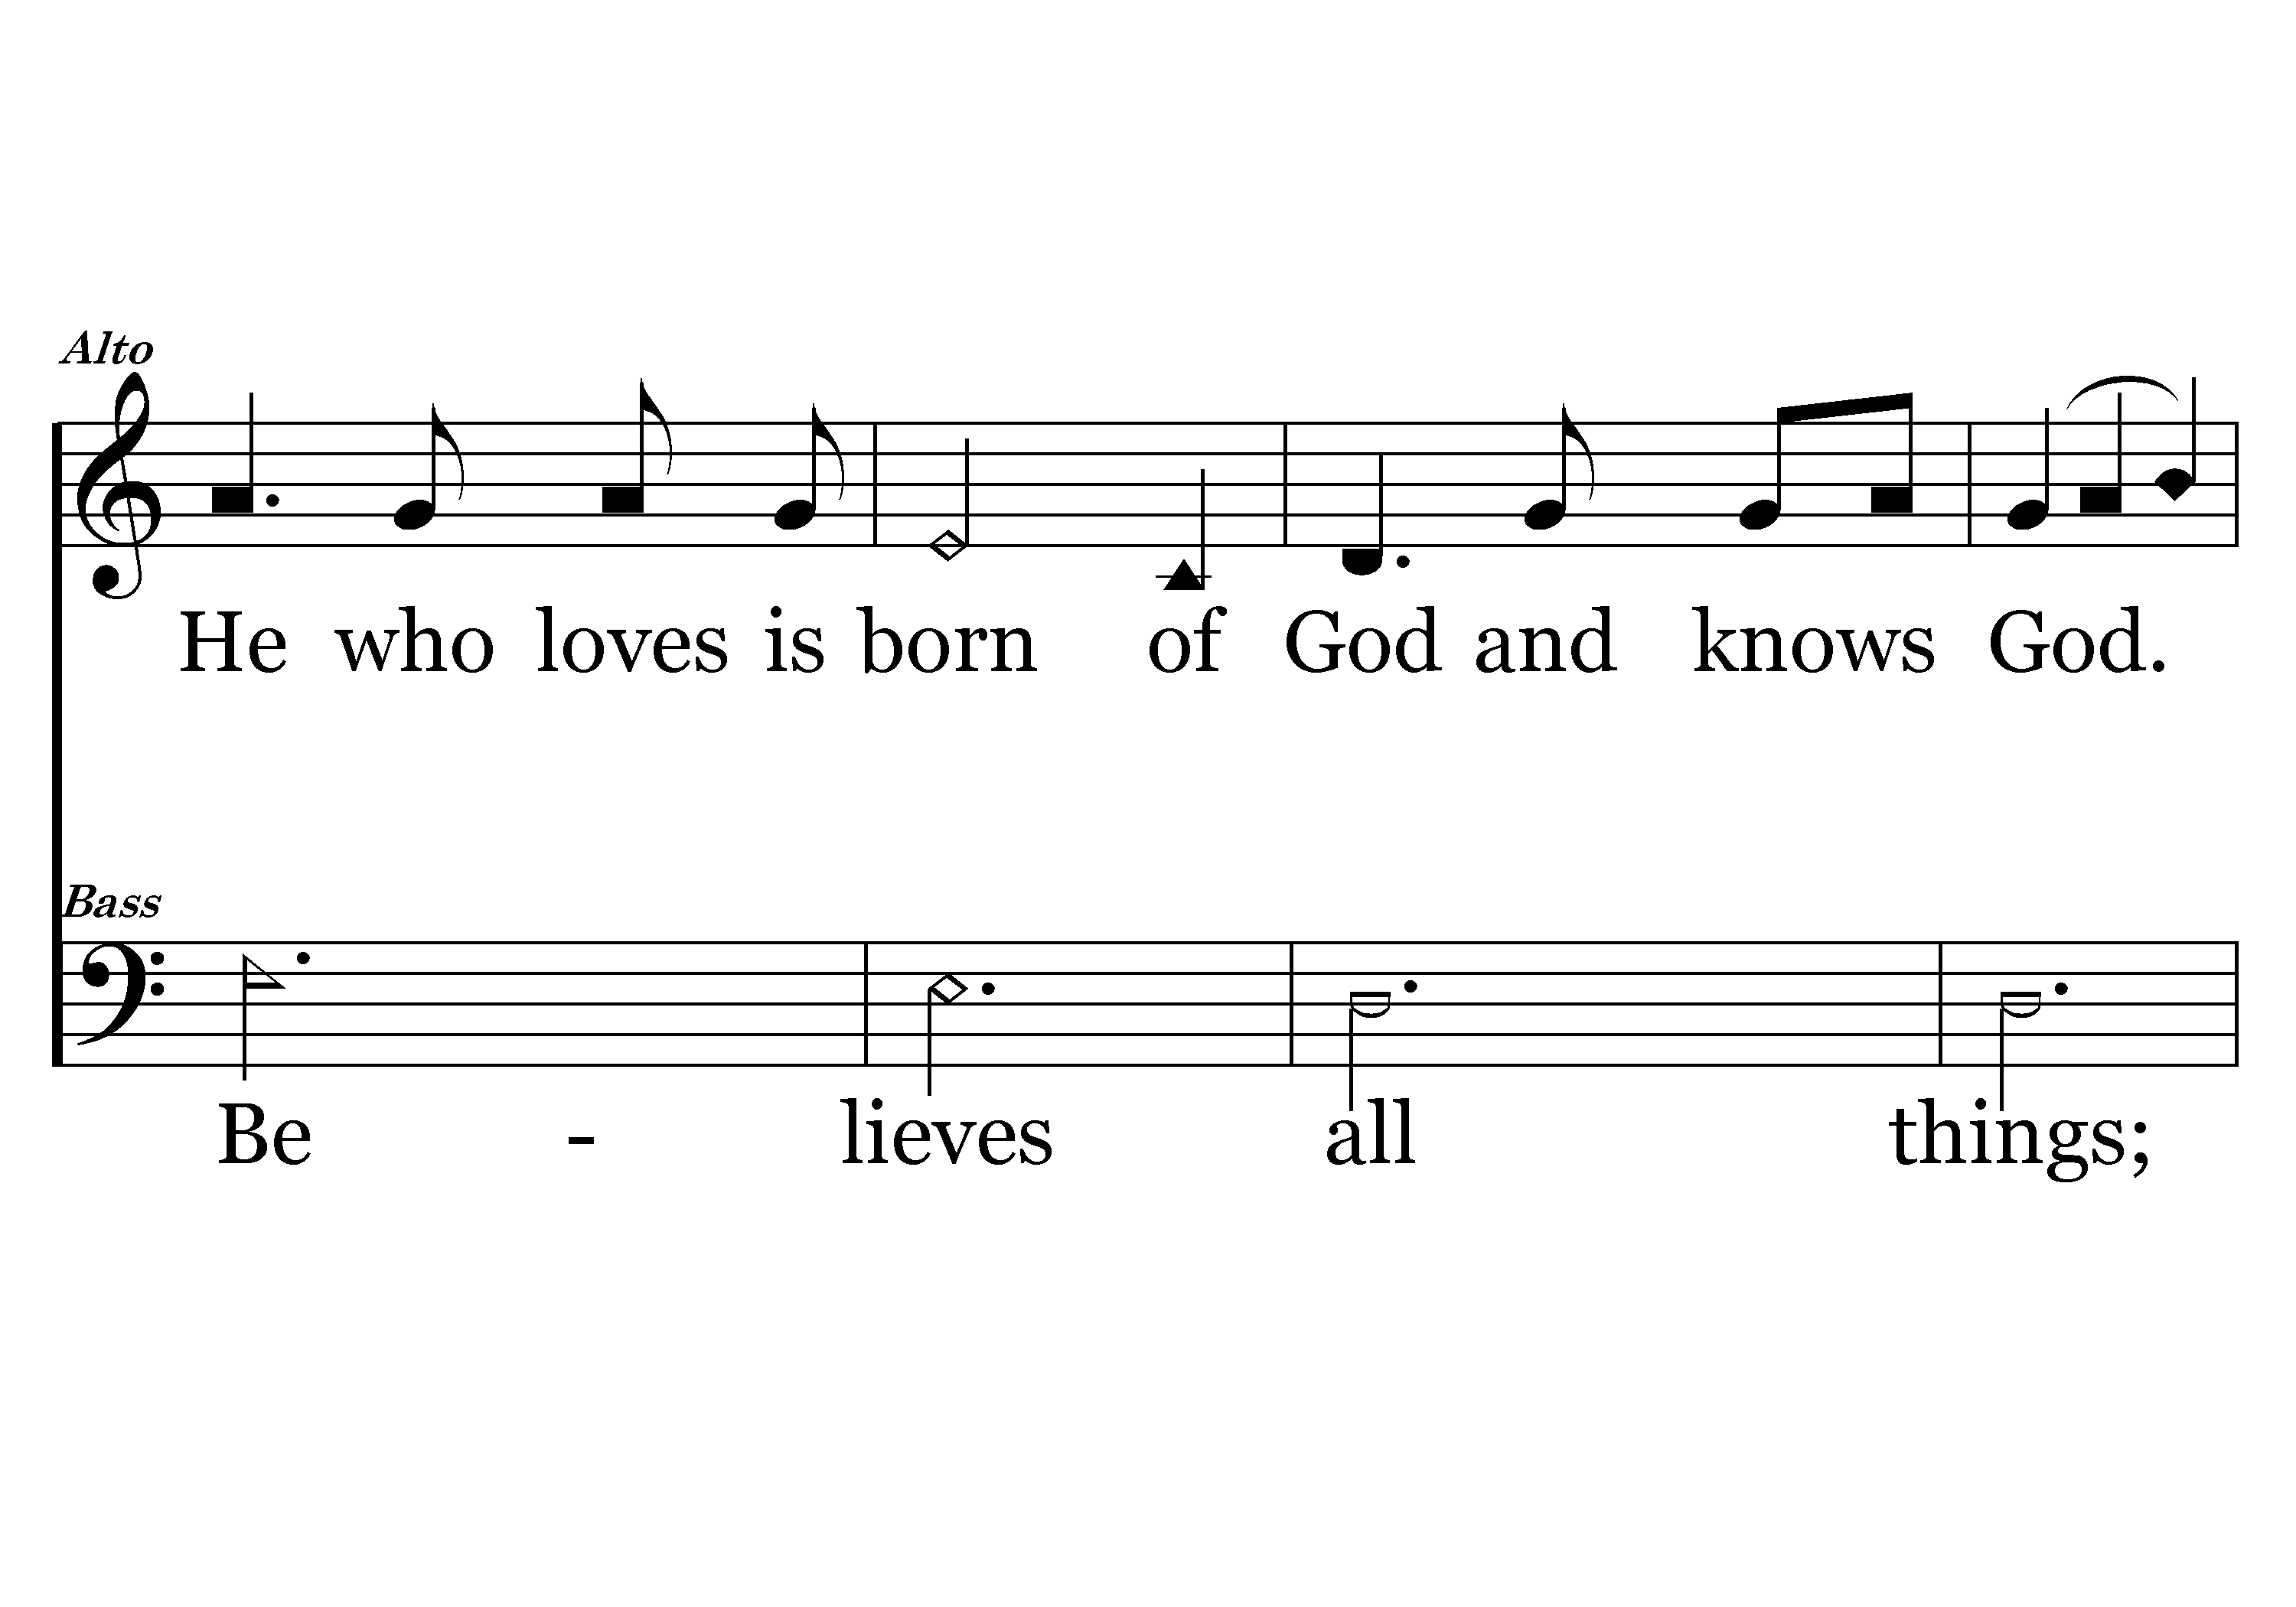 Alto
He who loves is born of God and knows God.
Bass
Be - lieves all things;